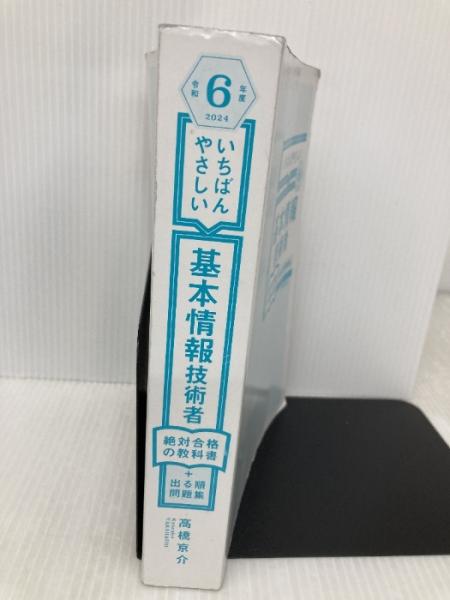 令和
6
年度
2024
いちばん
やさしい
基本情報技術者
絶対合格
の教科書
+
出る順
問題集
高橋京介